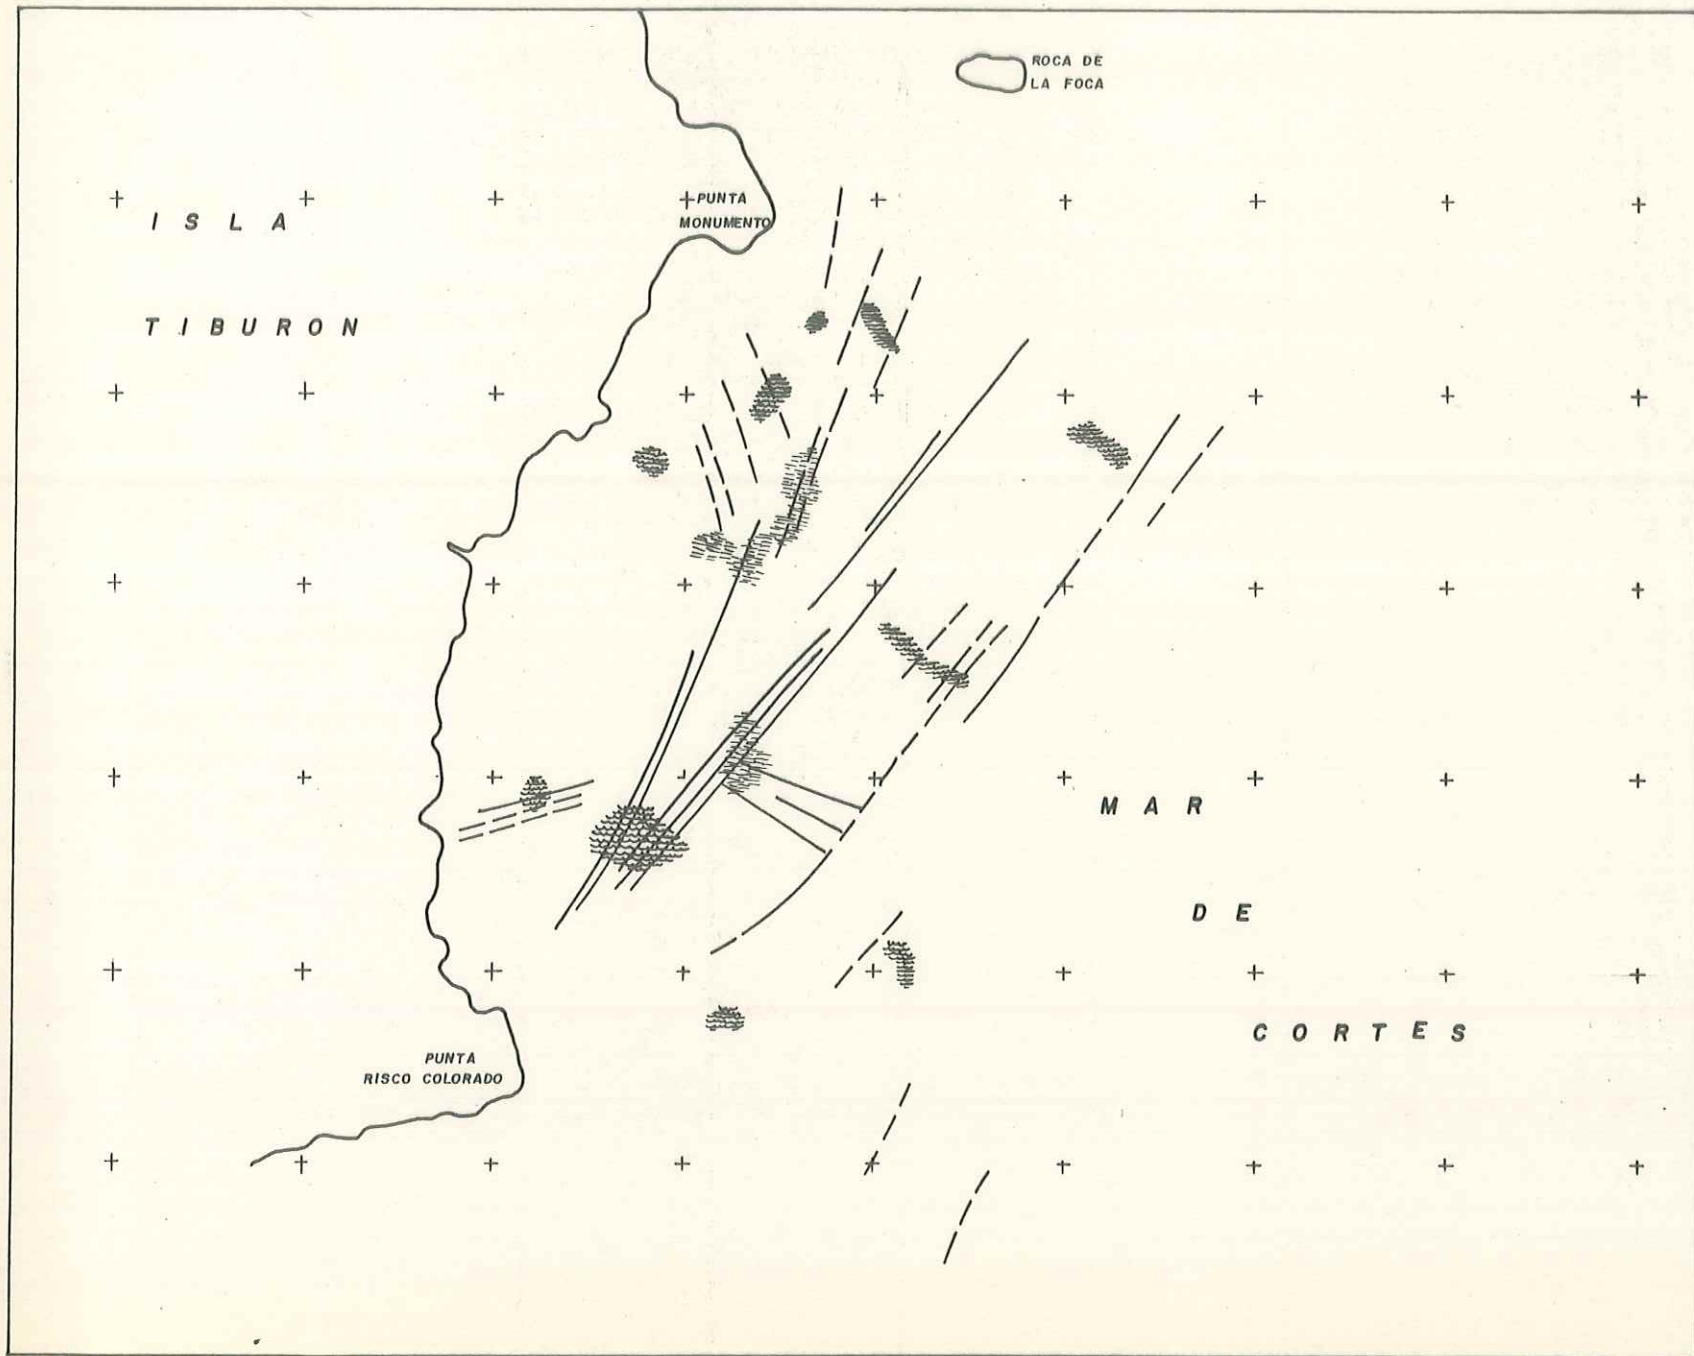 ROCA DE
LA FOCA
PUNTA
MONUMENTO
I S L A
T I B U R O N
M A R
D E
C O R T E S
PUNTA
RISCO COLORADO